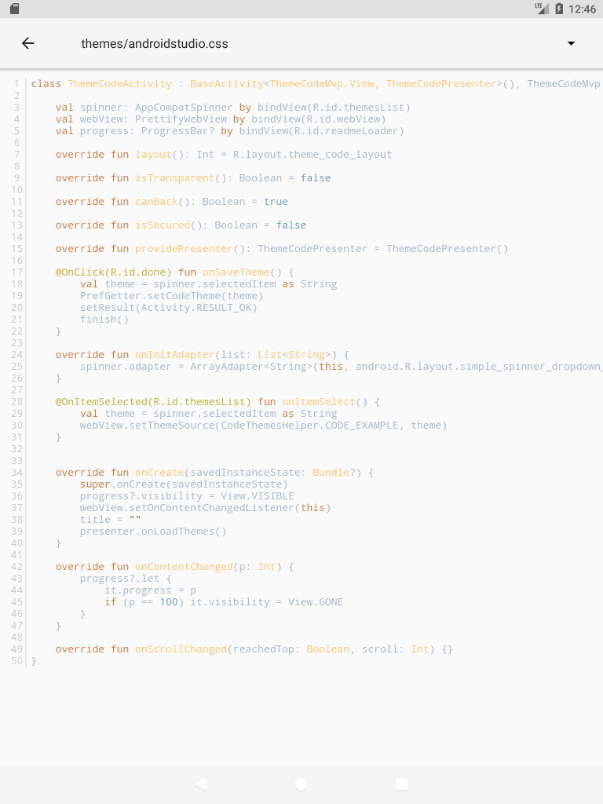 LTE 12:46
themes/androidstudio.css
1 class ThemeCodeActivity : BaseActivity<ThemeCodeMvp.View, ThemeCodePresenter>(), ThemeCodeMvp
2
3     val spinner: AppCompatSpinner by bindView(R.id.themesList)
4     val webView: PrettifyWebView by bindView(R.id.webView)
5     val progress: ProgressBar? by bindView(R.id.readmeLoader)
6
7     override fun layout(): Int = R.layout.theme_code_layout
8
9     override fun isTransparent(): Boolean = false
10
11     override fun canBack(): Boolean = true
12
13     override fun isSecured(): Boolean = false
14
15     override fun providePresenter(): ThemeCodePresenter = ThemeCodePresenter()
16
17     @OnClick(R.id.done) fun onSaveTheme() {
18         val theme = spinner.selectedItem as String
19         PrefGetter.setCodeTheme(theme)
20         setResult(Activity.RESULT_OK)
21         finish()
22     }
23
24     override fun onInitAdapter(list: List<String>) {
25         spinner.adapter = ArrayAdapter<String>(this, android.R.layout.simple_spinner_dropdown_
26     }
27
28     @OnItemSelected(R.id.themesList) fun onItemSelect() {
29         val theme = spinner.selectedItem as String
30         webView.setThemeSource(CodeThemesHelper.CODE_EXAMPLE, theme)
31     }
32
33
34     override fun onCreate(savedInstanceState: Bundle?) {
35         super.onCreate(savedInstanceState)
36         progress?.visibility = View.VISIBLE
37         webView.setOnContentChangedListener(this)
38         title = ""
39         presenter.onLoadThemes()
40     }
41
42     override fun onContentChanged(p: Int) {
43         progress?.let {
44             it.progress = p
45             if (p == 100) it.visibility = View.GONE
46         }
47     }
48
49     override fun onScrollChanged(reachedTop: Boolean, scroll: Int) {}
50 }